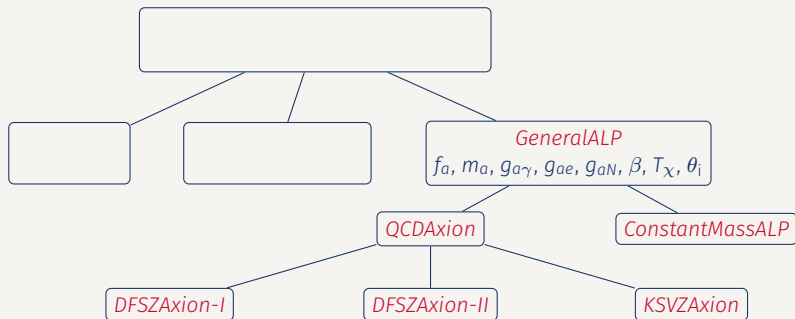 GeneralALP
fₐ, mₐ, gₐᵧ, gₐₑ, gₐN, β, Tᵪ, θᵢ
QCDAxion
ConstantMassALP
DFSZAxion-I
DFSZAxion-II
KSVZAxion